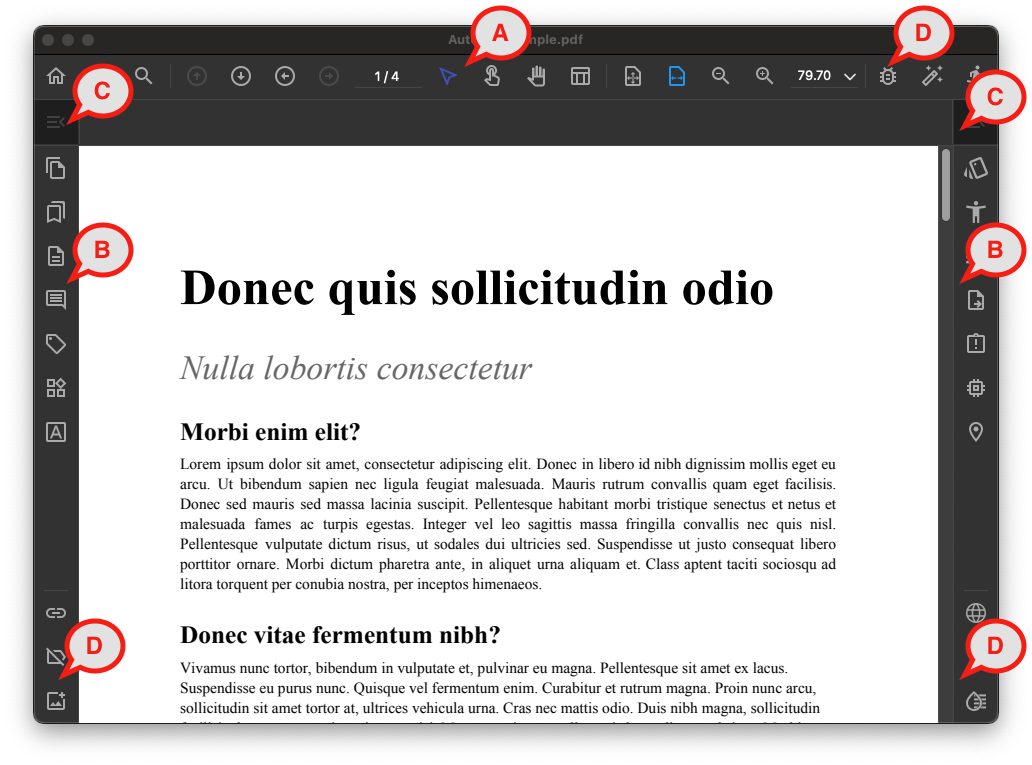 A
D
1 / 4
79.70
C
C
Donec quis sollicitudin odio
B
B
Nulla lobortis consectetur
Morbi enim elit?
Lorem ipsum dolor sit amet, consectetur adipiscing elit. Donec in libero id nibh dignissim mollis eget eu
arcu. Ut bibendum sapien nec ligula feugiat malesuada. Mauris rutrum convallis quam eget facilisis.
Donec sed mauris sed massa lacinia suscipit. Pellentesque habitant morbi tristique senectus et netus et
malesuada fames ac turpis egestas. Integer vel leo sagittis massa fringilla convallis nec quis nisl.
Pellentesque vulputate dictum risus, ut sodales dui ultricies sed. Suspendisse ut justo consequat libero
porttitor ornare. Morbi dictum pharetra ante, in aliquet urna aliquam et. Class aptent taciti sociosqu ad
litora torquent per conubia nostra, per inceptos himenaeos.
Donec vitae fermentum nibh?
D
D
Vivamus nunc tortor, bibendum in vulputate et, pulvinar eu magna. Pellentesque sit amet ex lacus.
Suspendisse eu purus nunc. Quisque vel fermentum enim. Curabitur et rutrum magna. Proin nunc arcu,
sollicitudin sit amet tortor at, ultrices vehicula urna. Cras nec mattis odio. Duis nibh magna, sollicitudin